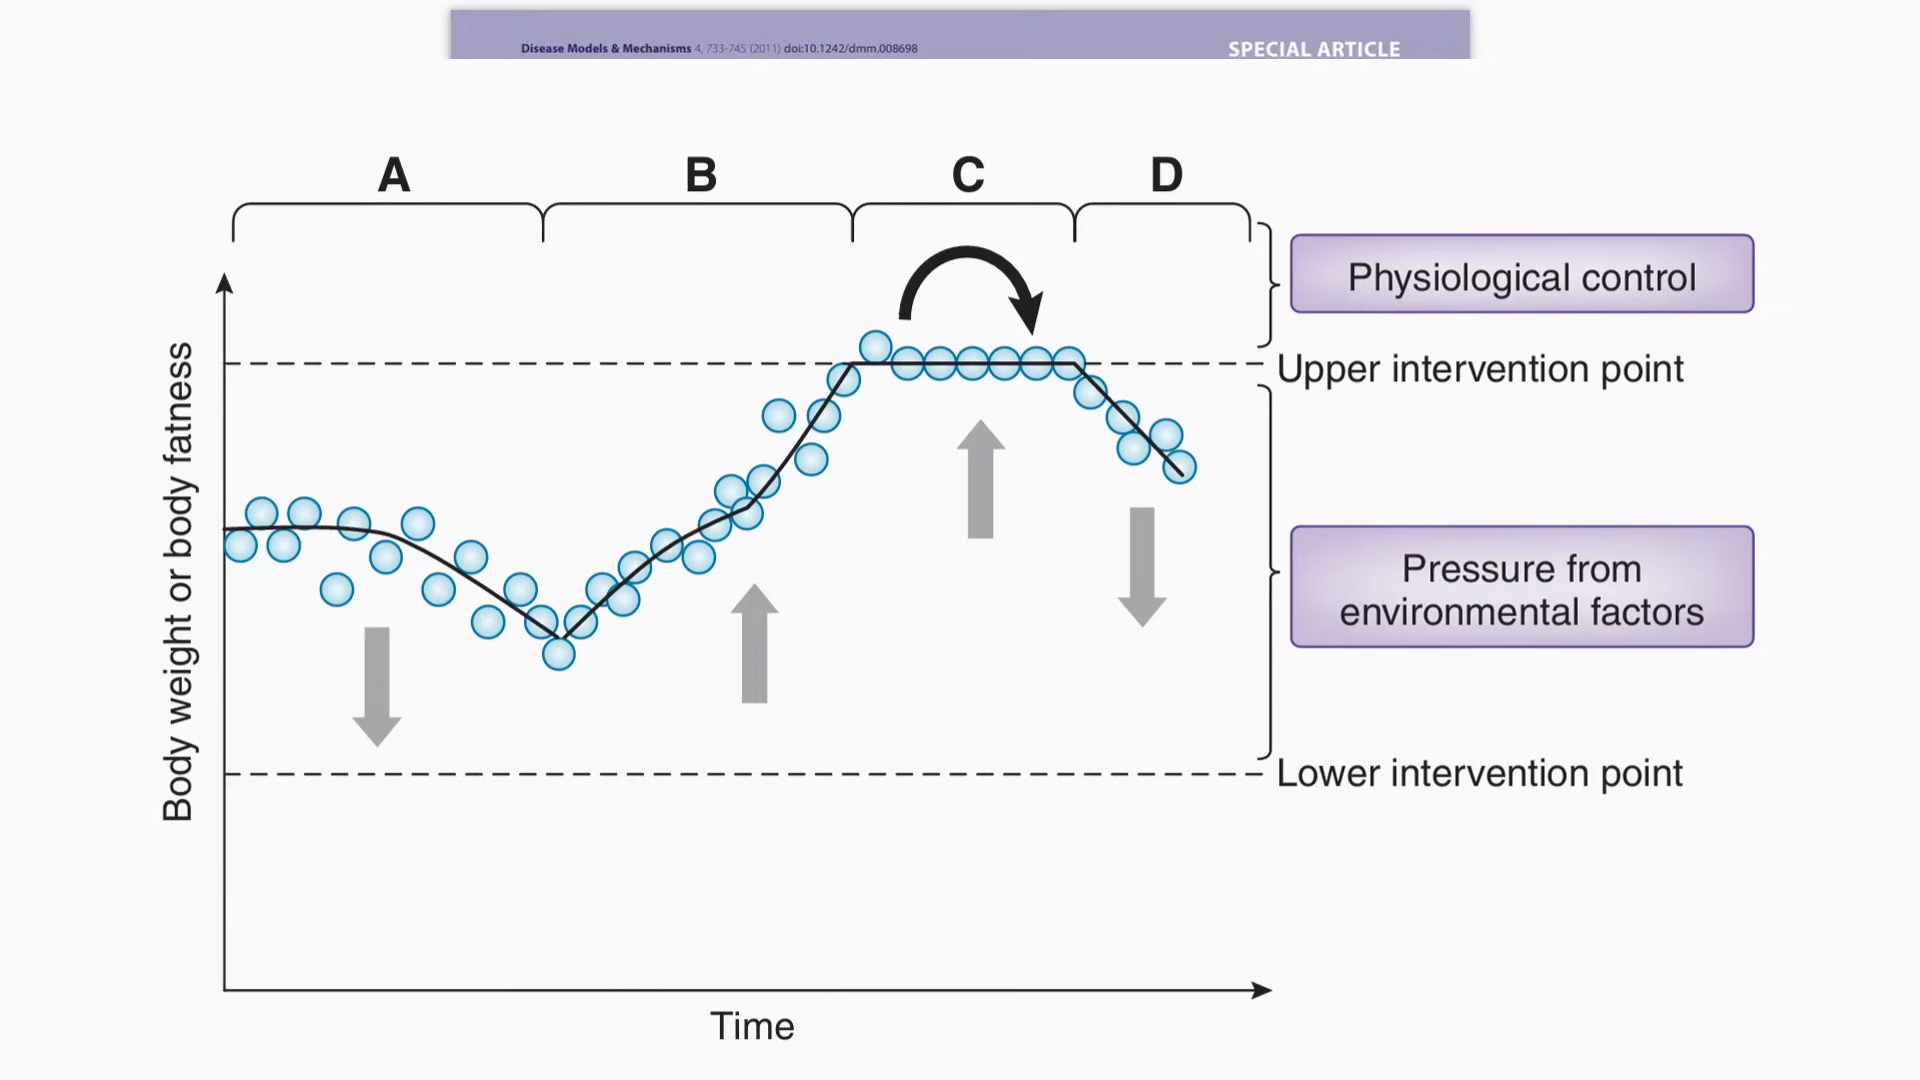 Disease Models & Mechanisms 4, 733-745 (2011) doi:10.1242/dmm.008698
SPECIAL ARTICLE
A
B
C
D
Physiological control
Upper intervention point
Body weight or body fatness
Pressure from
environmental factors
Lower intervention point
Time